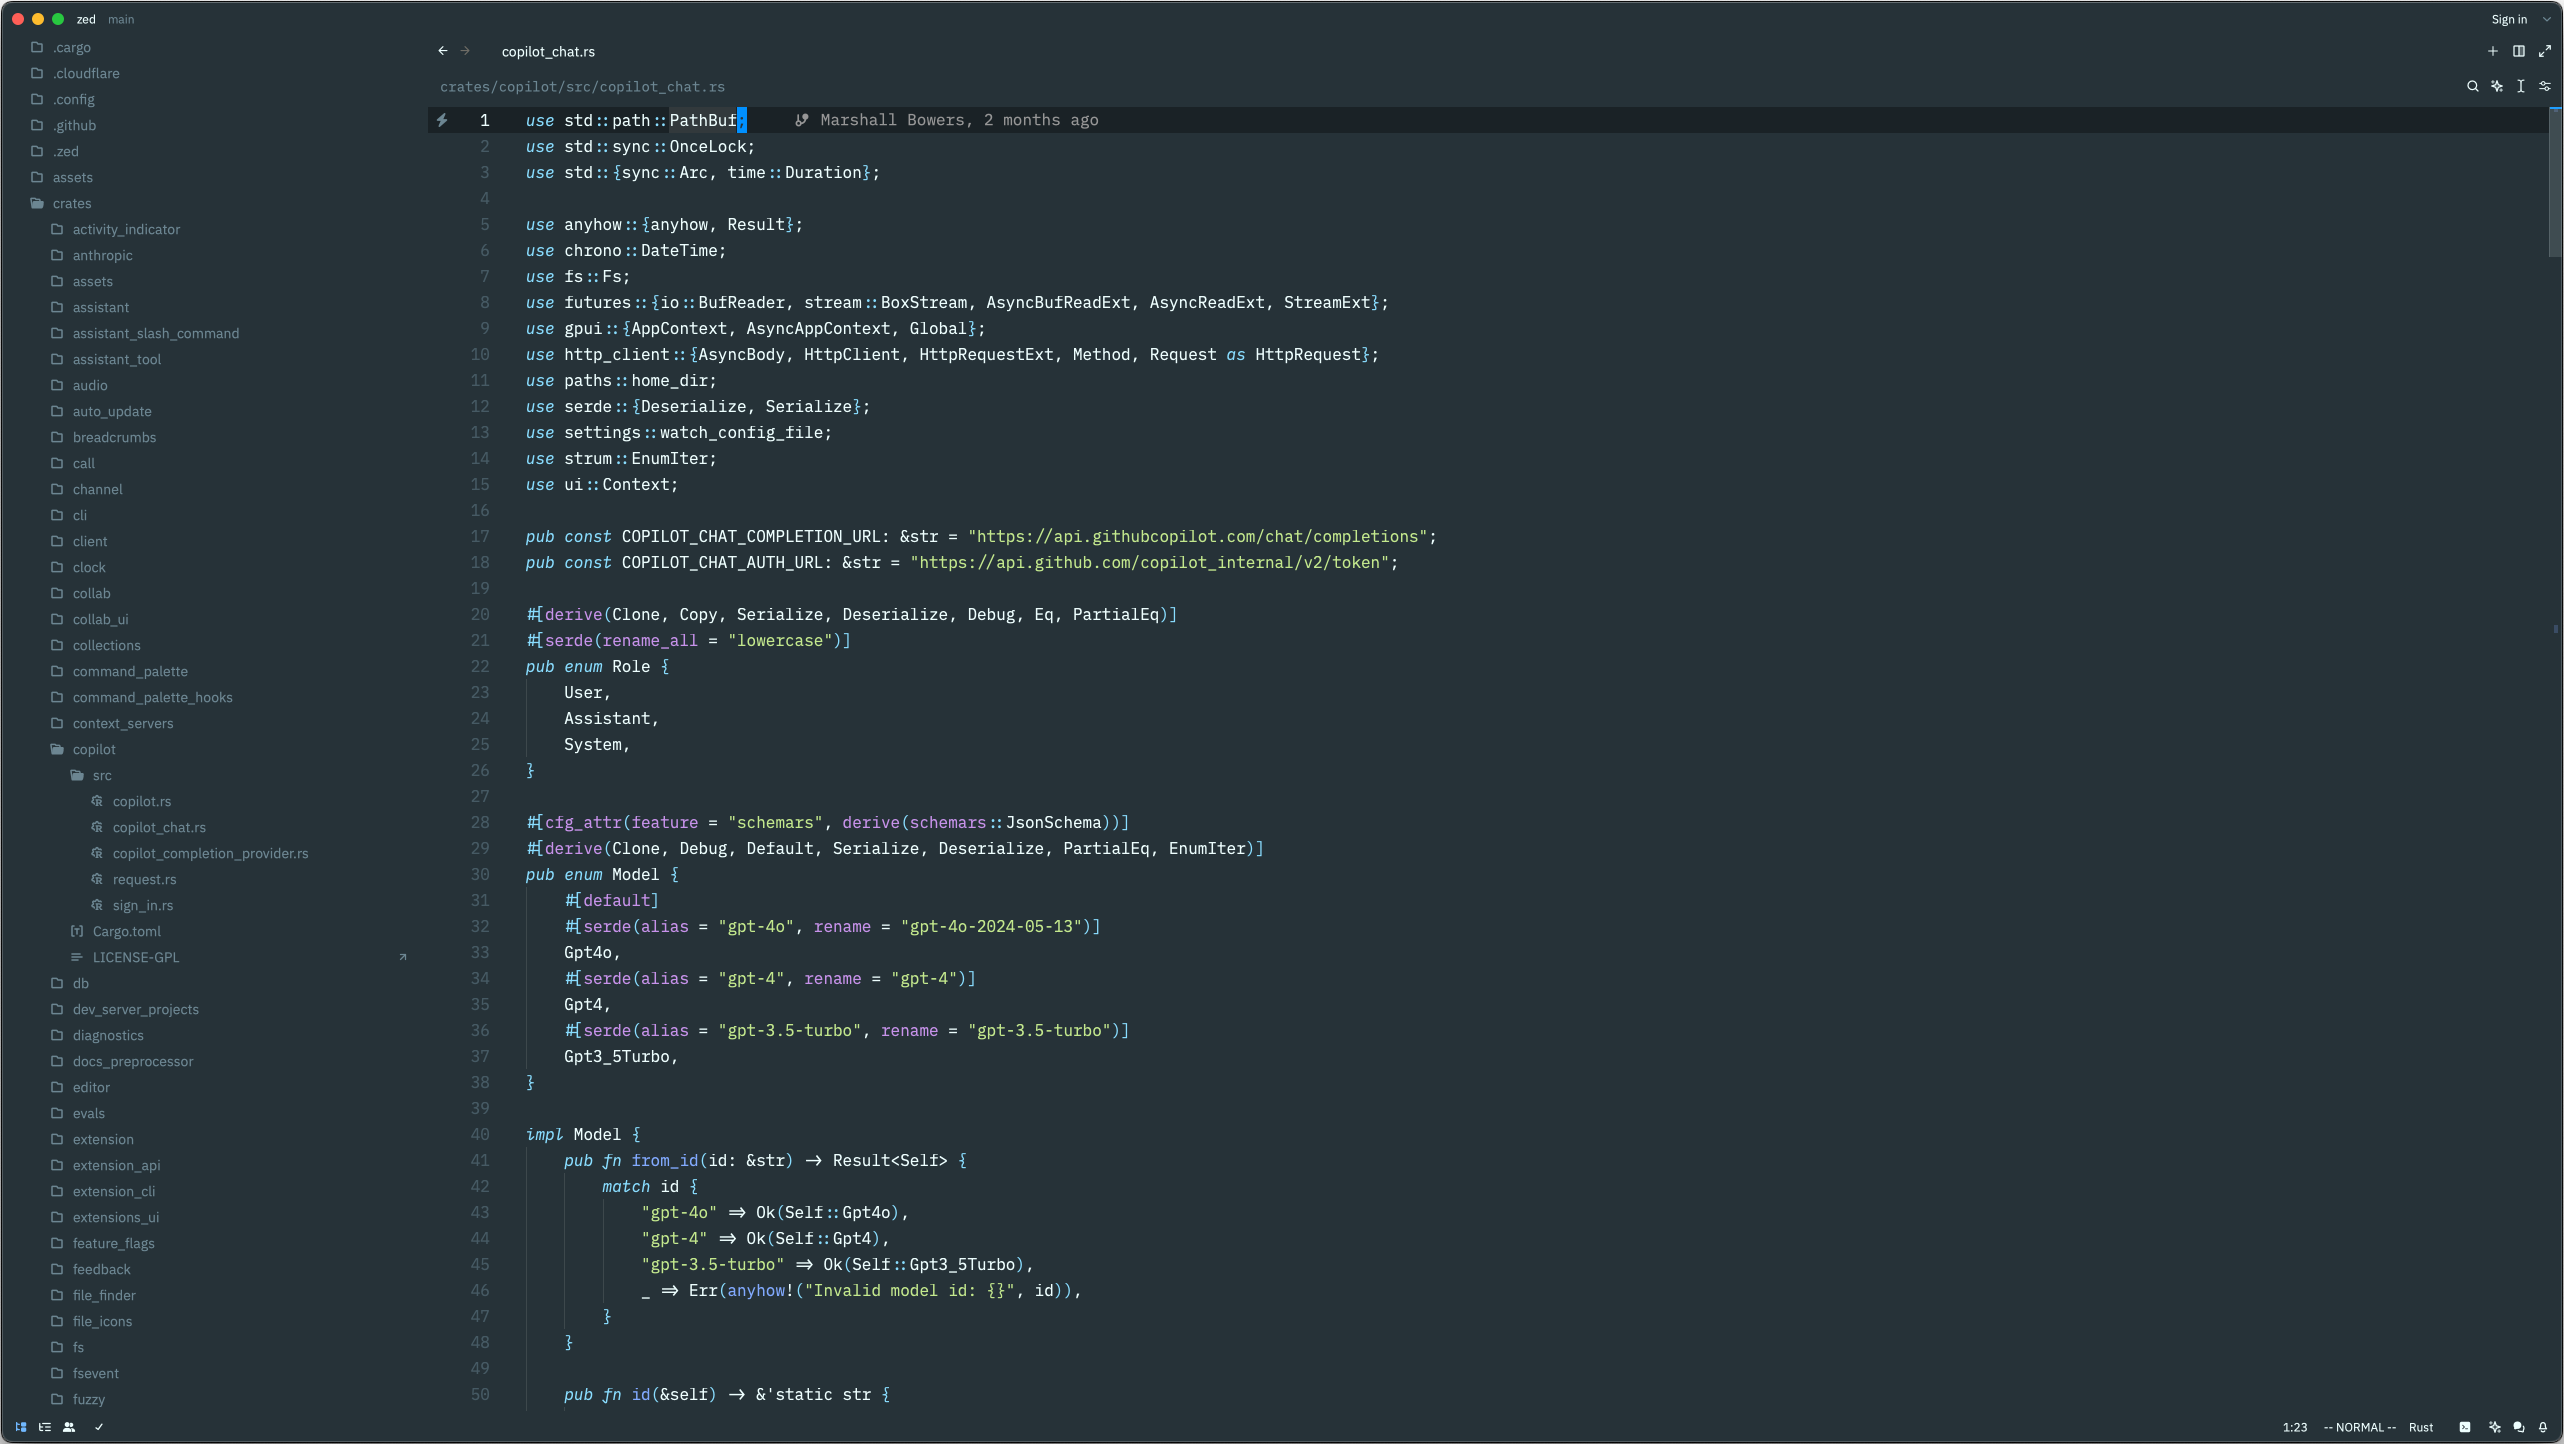 zed main
Sign in
.cargo
.cloudflare
.config
.github
.zed
assets
crates
activity_indicator
anthropic
assets
assistant
assistant_slash_command
assistant_tool
audio
auto_update
breadcrumbs
call
channel
cli
client
clock
collab
collab_ui
collections
command_palette
command_palette_hooks
context_servers
copilot
src
copilot.rs
copilot_chat.rs
copilot_completion_provider.rs
request.rs
sign_in.rs
Cargo.toml
LICENSE-GPL
db
dev_server_projects
diagnostics
docs_preprocessor
editor
evals
extension
extension_api
extension_cli
extensions_ui
feature_flags
feedback
file_finder
file_icons
fs
fsevent
fuzzy
copilot_chat.rs
crates/copilot/src/copilot_chat.rs
1 use std::path::PathBuf; Marshall Bowers, 2 months ago
2 use std::sync::OnceLock;
3 use std::{sync::Arc, time::Duration};
4
5 use anyhow::{anyhow, Result};
6 use chrono::DateTime;
7 use fs::Fs;
8 use futures::{io::BufReader, stream::BoxStream, AsyncBufReadExt, AsyncReadExt, StreamExt};
9 use gpui::{AppContext, AsyncAppContext, Global};
10 use http_client::{AsyncBody, HttpClient, HttpRequestExt, Method, Request as HttpRequest};
11 use paths::home_dir;
12 use serde::{Deserialize, Serialize};
13 use settings::watch_config_file;
14 use strum::EnumIter;
15 use ui::Context;
16
17 pub const COPILOT_CHAT_COMPLETION_URL: &str = "https://api.githubcopilot.com/chat/completions";
18 pub const COPILOT_CHAT_AUTH_URL: &str = "https://api.github.com/copilot_internal/v2/token";
19
20 #[derive(Clone, Copy, Serialize, Deserialize, Debug, Eq, PartialEq)]
21 #[serde(rename_all = "lowercase")]
22 pub enum Role {
23 User,
24 Assistant,
25 System,
26 }
27
28 #[cfg_attr(feature = "schemars", derive(schemars::JsonSchema))]
29 #[derive(Clone, Debug, Default, Serialize, Deserialize, PartialEq, EnumIter)]
30 pub enum Model {
31 #[default]
32 #[serde(alias = "gpt-4o", rename = "gpt-4o-2024-05-13")]
33 Gpt4o,
34 #[serde(alias = "gpt-4", rename = "gpt-4")]
35 Gpt4,
36 #[serde(alias = "gpt-3.5-turbo", rename = "gpt-3.5-turbo")]
37 Gpt3_5Turbo,
38 }
39
40 impl Model {
41 pub fn from_id(id: &str) -> Result<Self> {
42 match id {
43 "gpt-4o" => Ok(Self::Gpt4o),
44 "gpt-4" => Ok(Self::Gpt4),
45 "gpt-3.5-turbo" => Ok(Self::Gpt3_5Turbo),
46 _ => Err(anyhow!("Invalid model id: {}", id)),
47 }
48 }
49
50 pub fn id(&self) -> &'static str {
1:23 -- NORMAL -- Rust